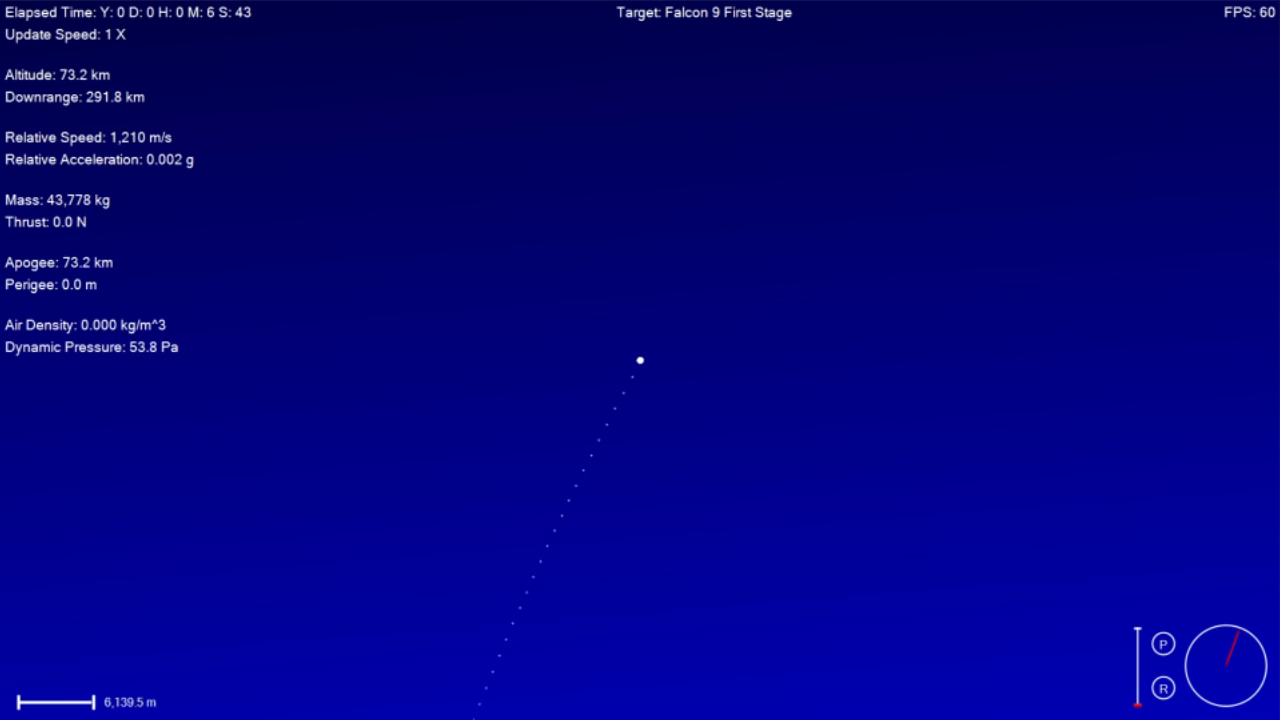 Elapsed Time: Y: 0 D: 0 H: 0 M: 6 S: 43
Target: Falcon 9 First Stage
FPS: 60
Update Speed: 1 X
Altitude: 73.2 km
Downrange: 291.8 km
Relative Speed: 1,210 m/s
Relative Acceleration: 0.002 g
Mass: 43,778 kg
Thrust: 0.0 N
Apogee: 73.2 km
Perigee: 0.0 m
Air Density: 0.000 kg/m^3
Dynamic Pressure: 53.8 Pa
P
R
6,139.5 m